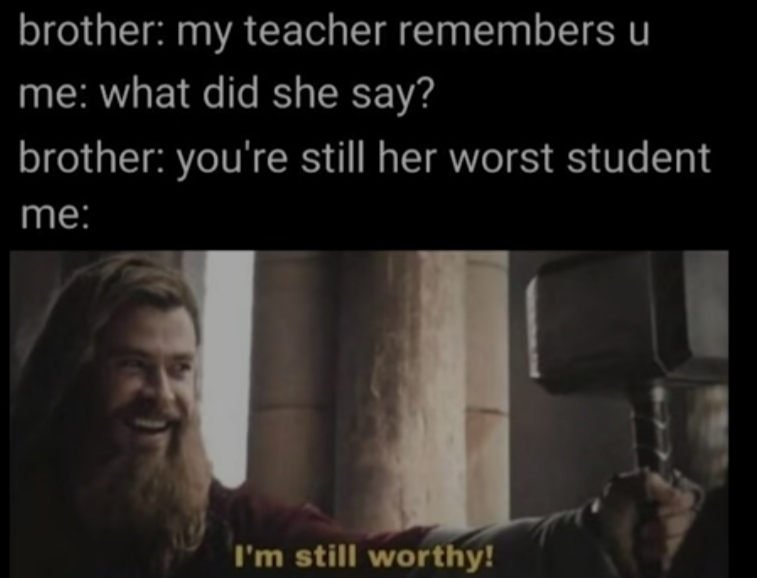 brother: my teacher remembers u
me: what did she say?
brother: you're still her worst student
me:
I'm still worthy!